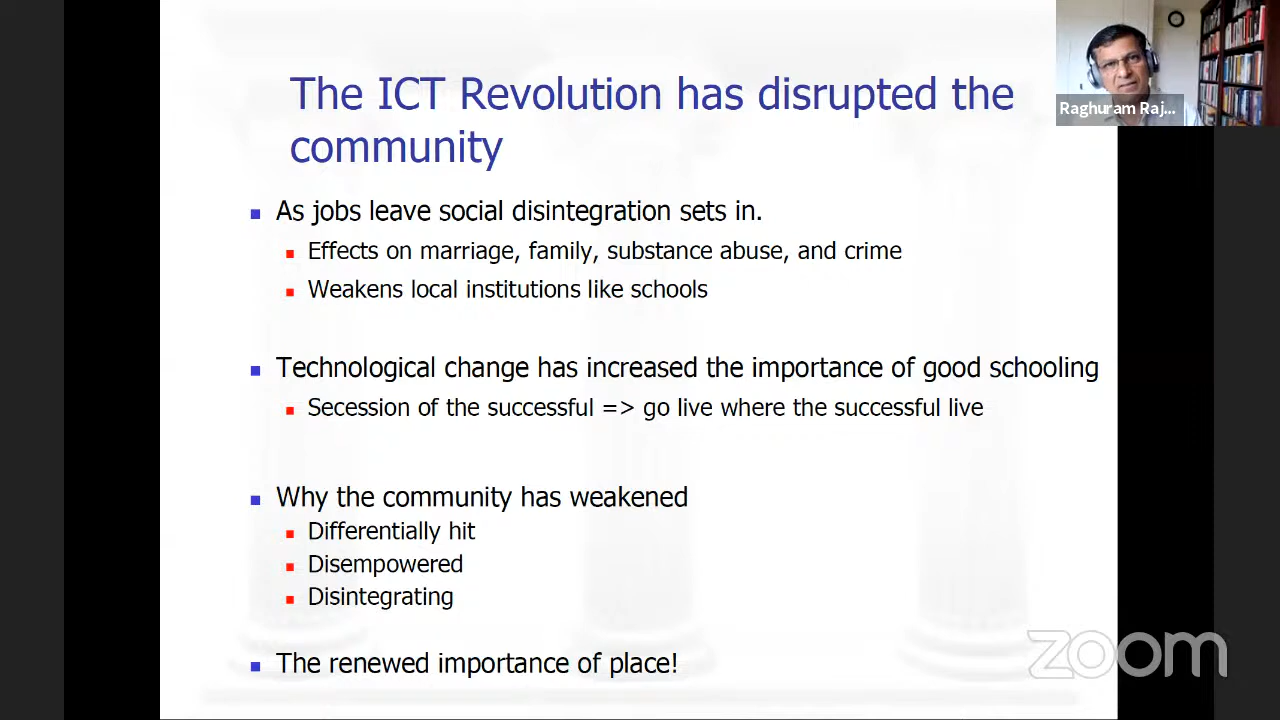 The ICT Revolution has disrupted the
community
As jobs leave social disintegration sets in.
Effects on marriage, family, substance abuse, and crime
Weakens local institutions like schools
Technological change has increased the importance of good schooling
Secession of the successful => go live where the successful live
Why the community has weakened
Differentially hit
Disempowered
Disintegrating
The renewed importance of place!
Raghuram Raj...
zoom